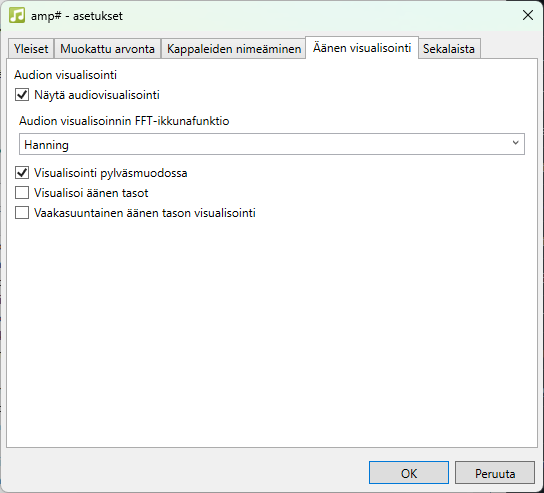 amp# - asetukset
Yleiset Muokattu arvonta Kappaleiden nimeäminen Äänen visualisointi Sekalaista
Audion visualisointi
Näytä audiovisualisointi
Audion visualisoinnin FFT-ikkunafunktio
Hanning
Visualisointi pylväsmuodossa
Visualisoi äänen tasot
Vaakasuuntainen äänen tason visualisointi
OK Peruuta